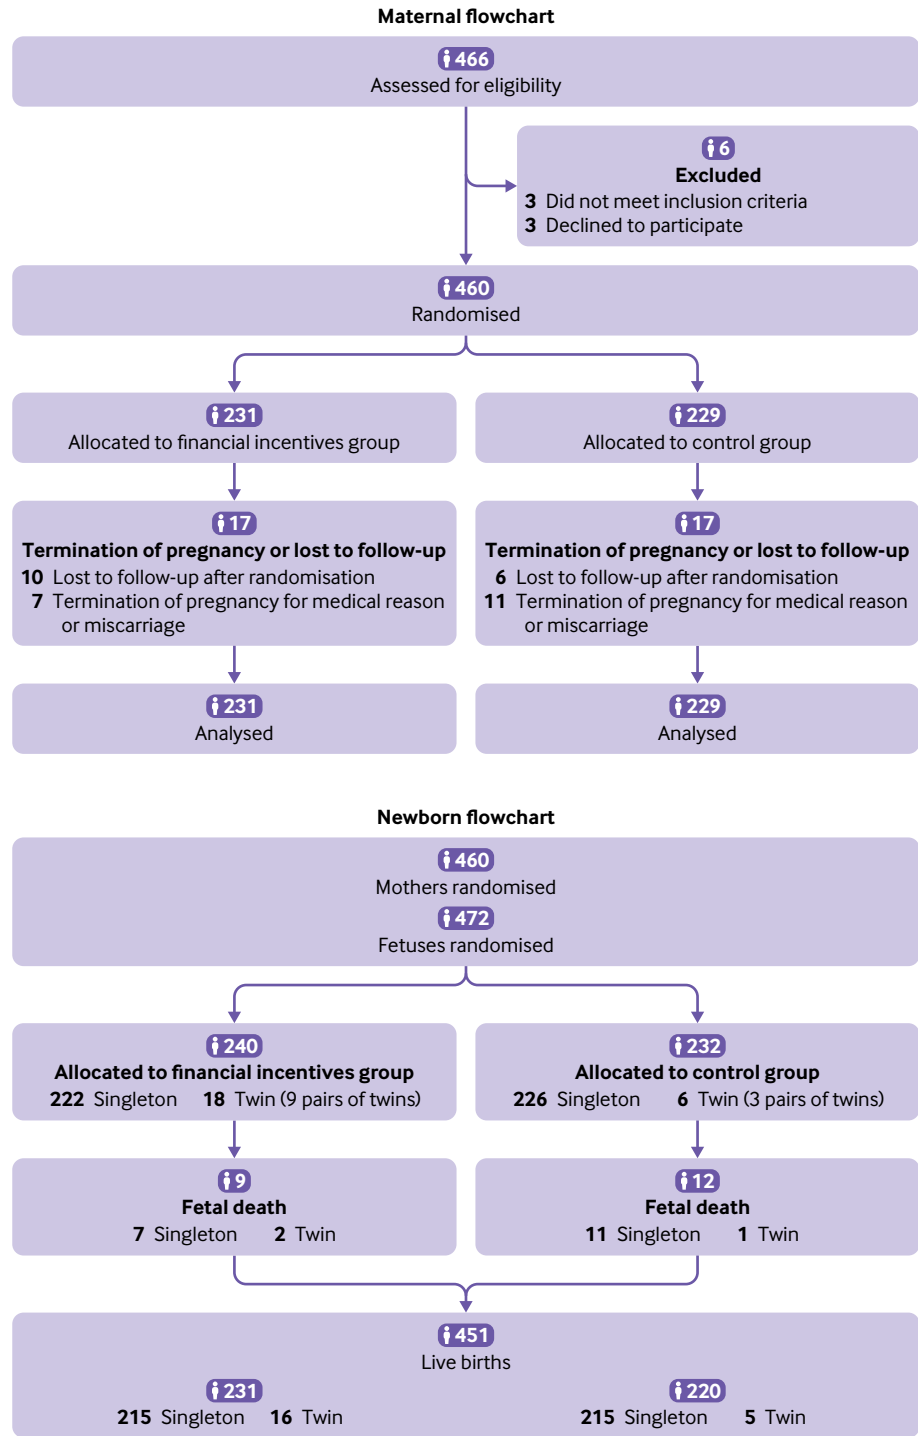 Maternal flowchart
466
Assessed for eligibility
6
Excluded
3 Did not meet inclusion criteria
3 Declined to participate
460
Randomised
231
Allocated to financial incentives group
229
Allocated to control group
17
Termination of pregnancy or lost to follow-up
10 Lost to follow-up after randomisation
7 Termination of pregnancy for medical reason
or miscarriage
17
Termination of pregnancy or lost to follow-up
6 Lost to follow-up after randomisation
11 Termination of pregnancy for medical reason
or miscarriage
231
Analysed
229
Analysed
Newborn flowchart
460
Mothers randomised
472
Fetuses randomised
240
Allocated to financial incentives group
222 Singleton 18 Twin (9 pairs of twins)
232
Allocated to control group
226 Singleton 6 Twin (3 pairs of twins)
9
Fetal death
7 Singleton 2 Twin
12
Fetal death
11 Singleton 1 Twin
451
Live births
231
215 Singleton 16 Twin
220
215 Singleton 5 Twin